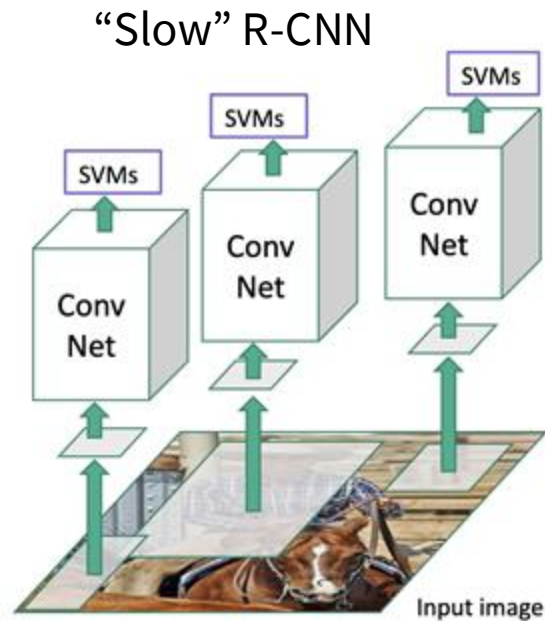 “Slow” R-CNN
SVMs
SVMs
SVMs
Conv
Net
Conv
Net
Conv
Net
Input image